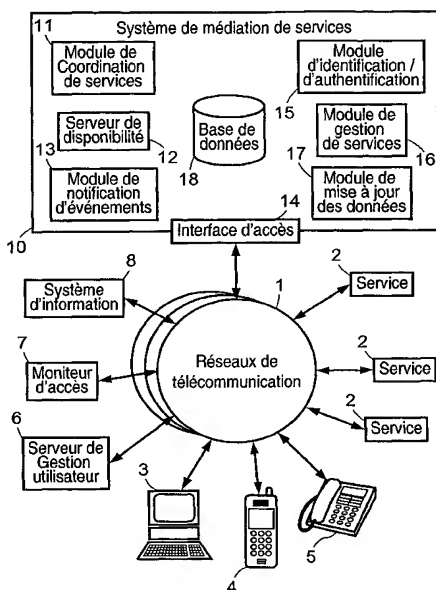 11
Système de médiation de services
Module de
Coordination
de services
Module
d'identification /
d'authentification
15
Serveur de
disponibilité
12
Base de
données
18
Module de
gestion
de services
16
13
Module de
notification
d'événements
17
Module de
mise à jour
des données
14
10
Interface d'accès
8
Système
d'information
1
2
Service
7
Moniteur
d'accès
Réseaux de
télécommunication
2
Service
6
Serveur de
Gestion
utilisateur
2
Service
3
4
5